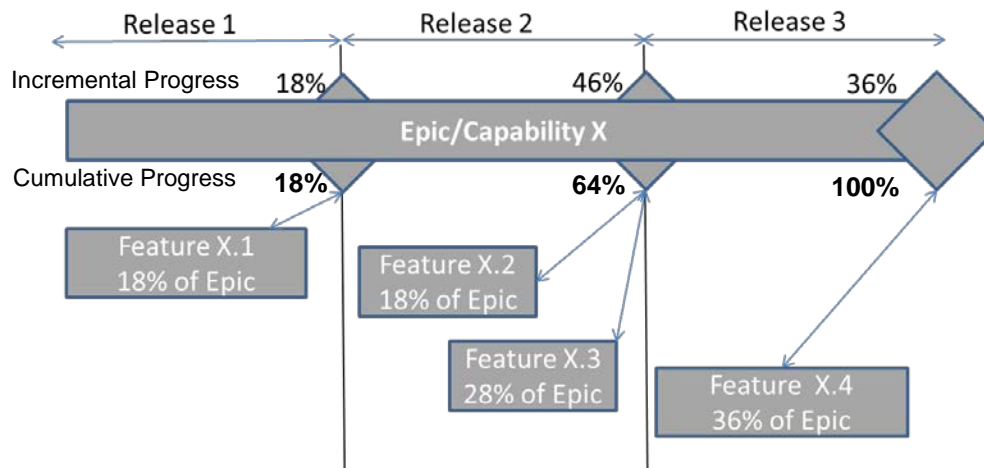 Release 1
Release 2
Release 3
Incremental Progress
18%
46%
36%
Epic/Capability X
Cumulative Progress
18%
64%
100%
Feature X.1
18% of Epic
Feature X.2
18% of Epic
Feature X.3
28% of Epic
Feature X.4
36% of Epic